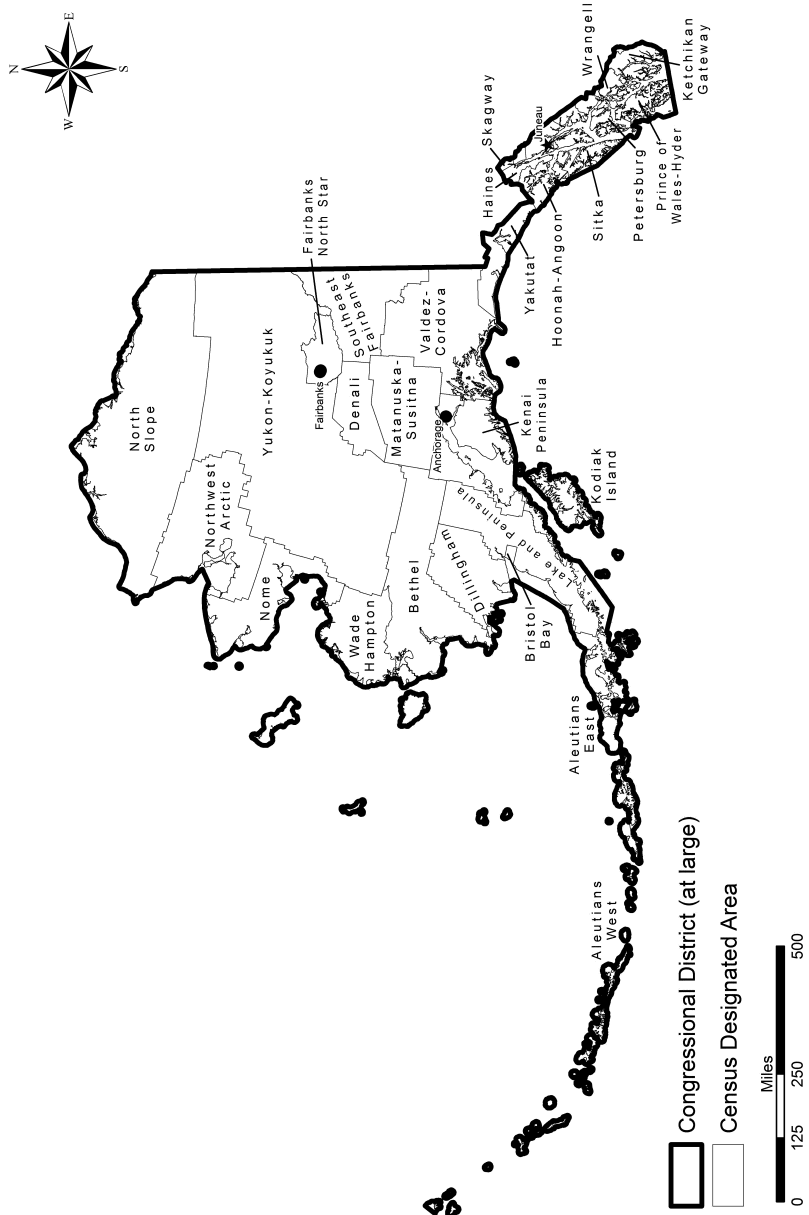 N
E
S
W
North
Slope
Northwest
Arctic
Nome
Yukon-Koyukuk
Fairbanks
North Star
Fairbanks
Southeast
Fairbanks
Denali
Matanuska-
Susitna
Valdez-
Cordova
Anchorage
Wade
Hampton
Bethel
Dillingham
Bristol
Bay
Lake and Peninsula
Kenai
Peninsula
Kodiak
Island
Aleutians
East
Aleutians
West
Yakutat
Haines
Skagway
Hoonah-Angoon
Juneau
Sitka
Petersburg
Wrangell
Prince of
Wales-Hyder
Ketchikan
Gateway
Congressional District (at large)
Census Designated Area
Miles
0 125 250 500